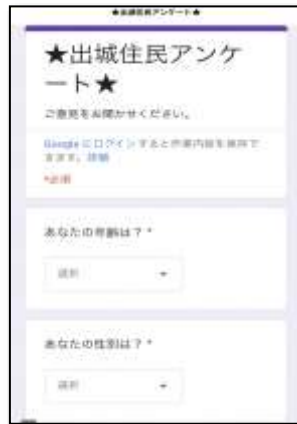 ★出城住民アンケート★
★出城住民アンケ
ート★
ご意見をお聞かせください。
Google にログインすると作業内容を保存で
きます。詳細
*必須
あなたの年齢は？ *
選択
あなたの性別は？ *
選択